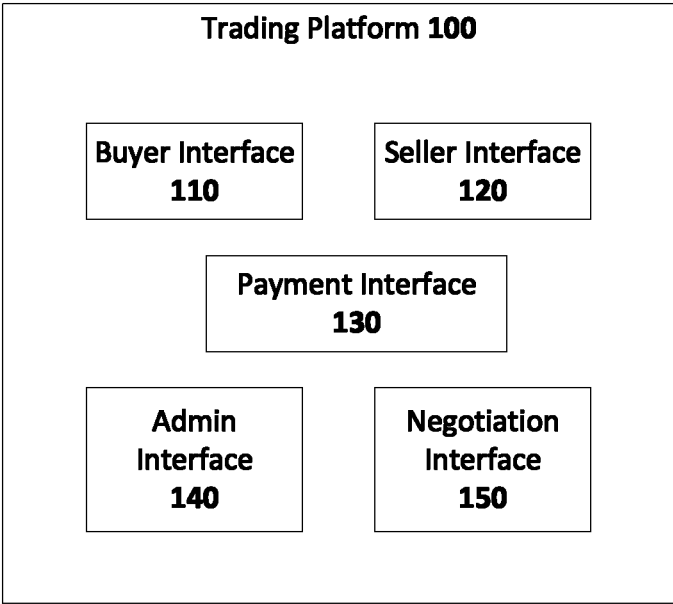 Trading Platform 100
Buyer Interface
110
Seller Interface
120
Payment Interface
130
Admin
Interface
140
Negotiation
Interface
150